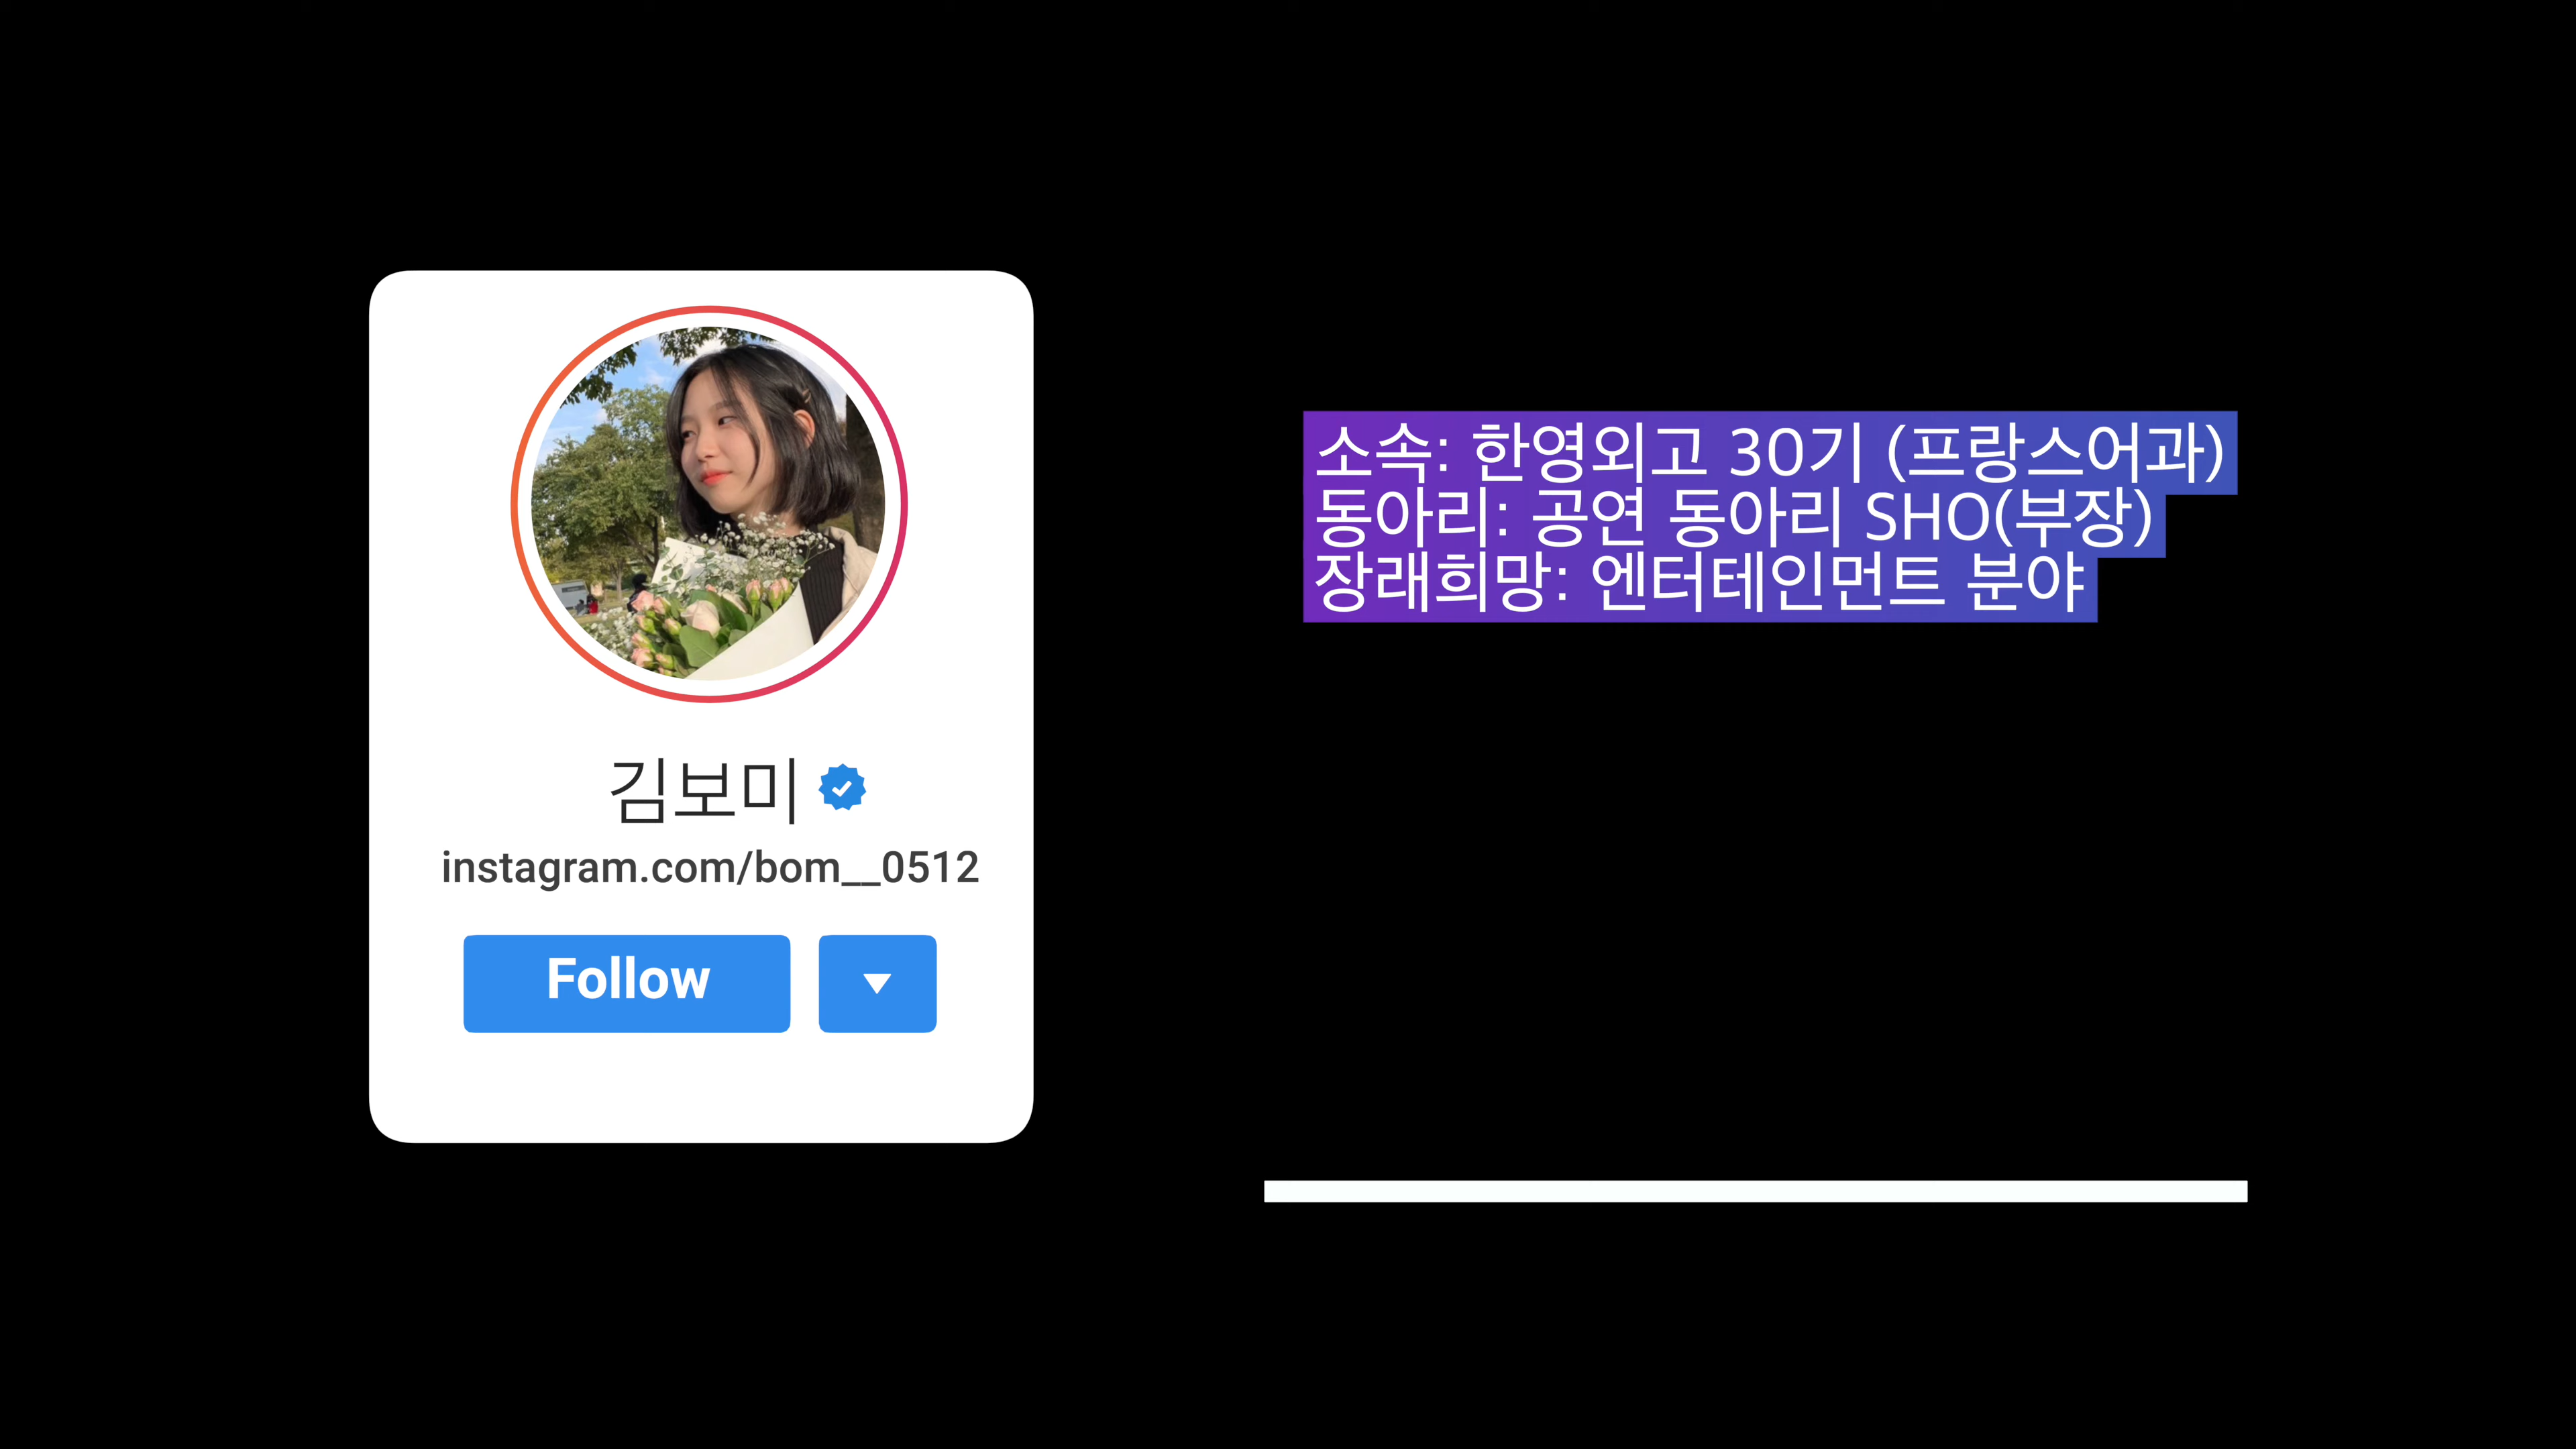 김보미
instagram.com/bom__0512
Follow
소속: 한영외고 30기 (프랑스어과)
동아리: 공연 동아리 SHO(부장)
장래희망: 엔터테인먼트 분야